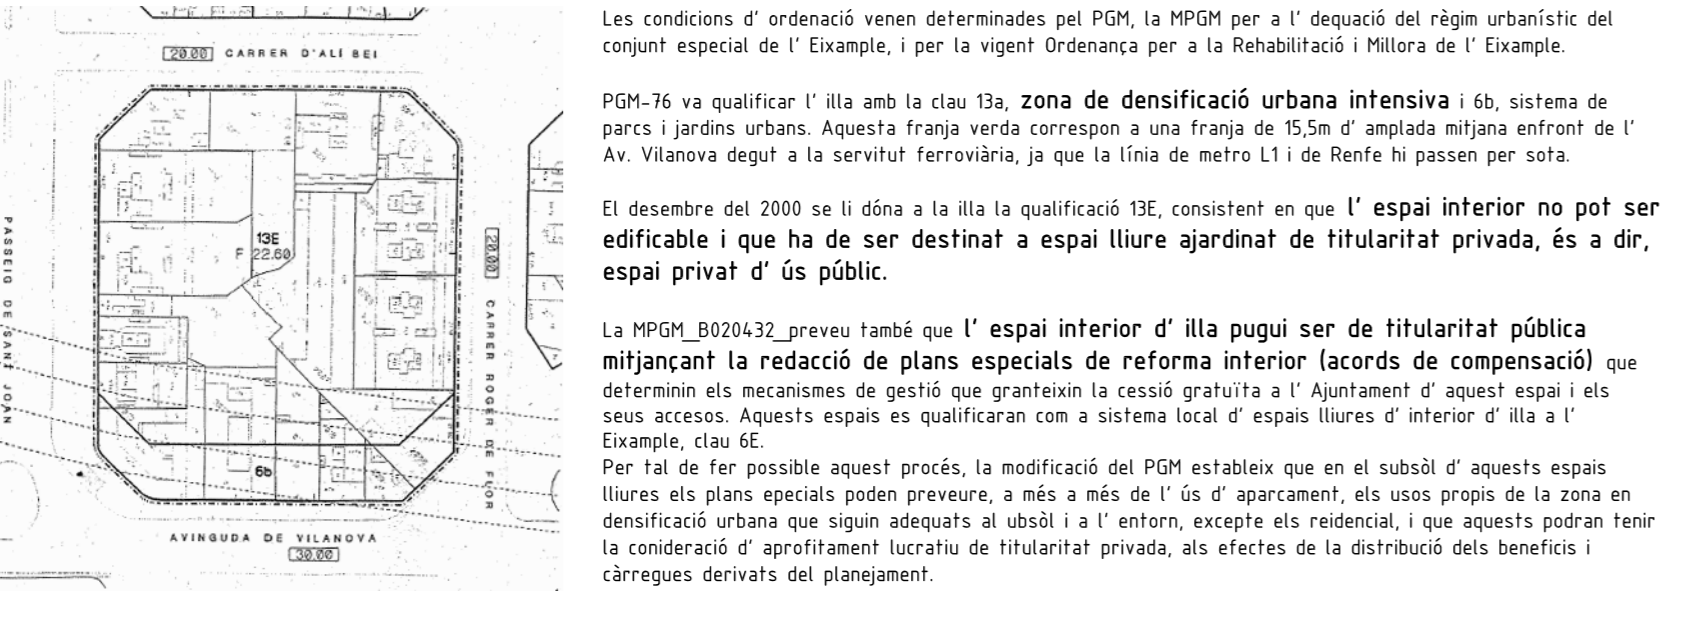 20.00 CARRER D'ALÍ BEI
PASSEIG DE SANT JOAN
13E
F 22.60
20.00 CARRER ROGER DE FLOR
6b
AVINGUDA DE VILANOVA
30.00
Les condicions d' ordenació venen determinades pel PGM, la MPGM per a l' dequació del règim urbanístic del
conjunt especial de l' Eixample, i per la vigent Ordenança per a la Rehabilitació i Millora de l' Eixample.
PGM-76 va qualificar l' illa amb la clau 13a, zona de densificació urbana intensiva i 6b, sistema de
parcs i jardins urbans. Aquesta franja verda correspon a una franja de 15,5m d' amplada mitjana enfront de l'
Av. Vilanova degut a la servitut ferroviària, ja que la línia de metro L1 i de Renfe hi passen per sota.
El desembre del 2000 se li dóna a la illa la qualificació 13E, consistent en que l' espai interior no pot ser
edificable i que ha de ser destinat a espai lliure ajardinat de titularitat privada, és a dir,
espai privat d' ús públic.
La MPGM_B020432_preveu també que l' espai interior d' illa pugui ser de titularitat pública
mitjançant la redacció de plans especials de reforma interior (acords de compensació) que
determinin els mecanismes de gestió que granteixin la cessió gratuïta a l' Ajuntament d' aquest espai i els
seus accesos. Aquests espais es qualificaran com a sistema local d' espais lliures d' interior d' illa a l'
Eixample, clau 6E.
Per tal de fer possible aquest procés, la modificació del PGM estableix que en el subsòl d' aquests espais
lliures els plans epecials poden preveure, a més a més de l' ús d' aparcament, els usos propis de la zona en
densificació urbana que siguin adequats al ubsòl i a l' entorn, excepte els reidencial, i que aquests podran tenir
la conideració d' aprofitament lucratiu de titularitat privada, als efectes de la distribució dels beneficis i
càrregues derivats del planejament.